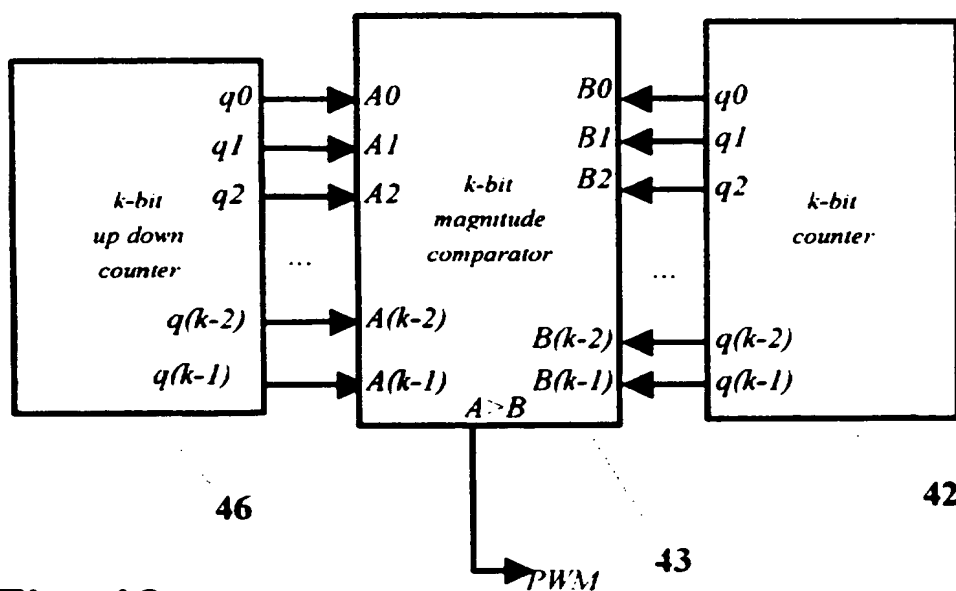 q0
q1
q2
k-bit
up down
counter
...
q(k-2)
q(k-1)
A0
A1
A2
k-bit
magnitude
comparator
A(k-2)
A(k-1)
B0
B1
B2
B(k-2)
B(k-1)
A>B
q0
q1
q2
k-bit
counter
...
q(k-2)
q(k-1)
46
43
42
PWM